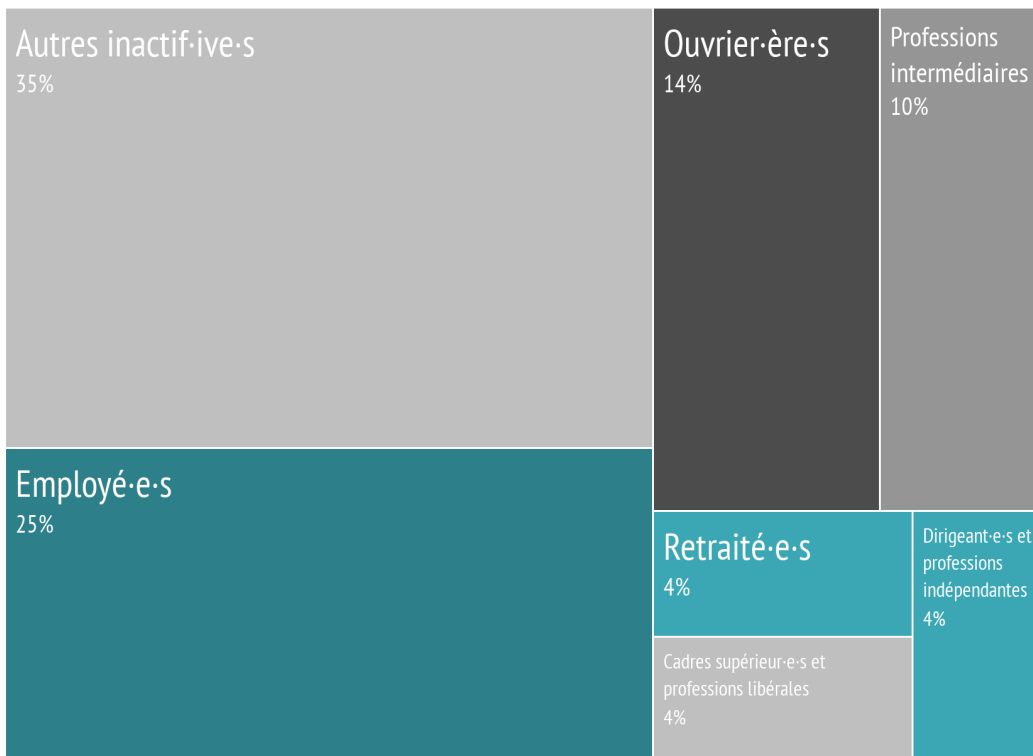 Autres inactif·ive·s
35%
Ouvrier·ère·s
14%
Professions
intermédiaires
10%
Employé·e·s
25%
Retraité·e·s
4%
Dirigeant·e·s et
professions
indépendantes
4%
Cadres supérieur·e·s et
professions libérales
4%